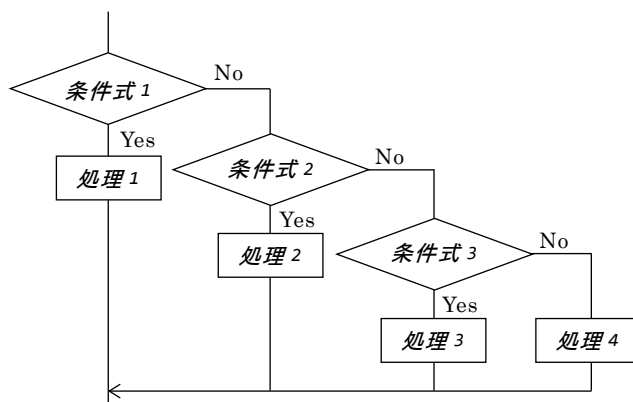 条件式 1
No
Yes
処理 1
条件式 2
No
Yes
処理 2
条件式 3
No
Yes
処理 3
処理 4